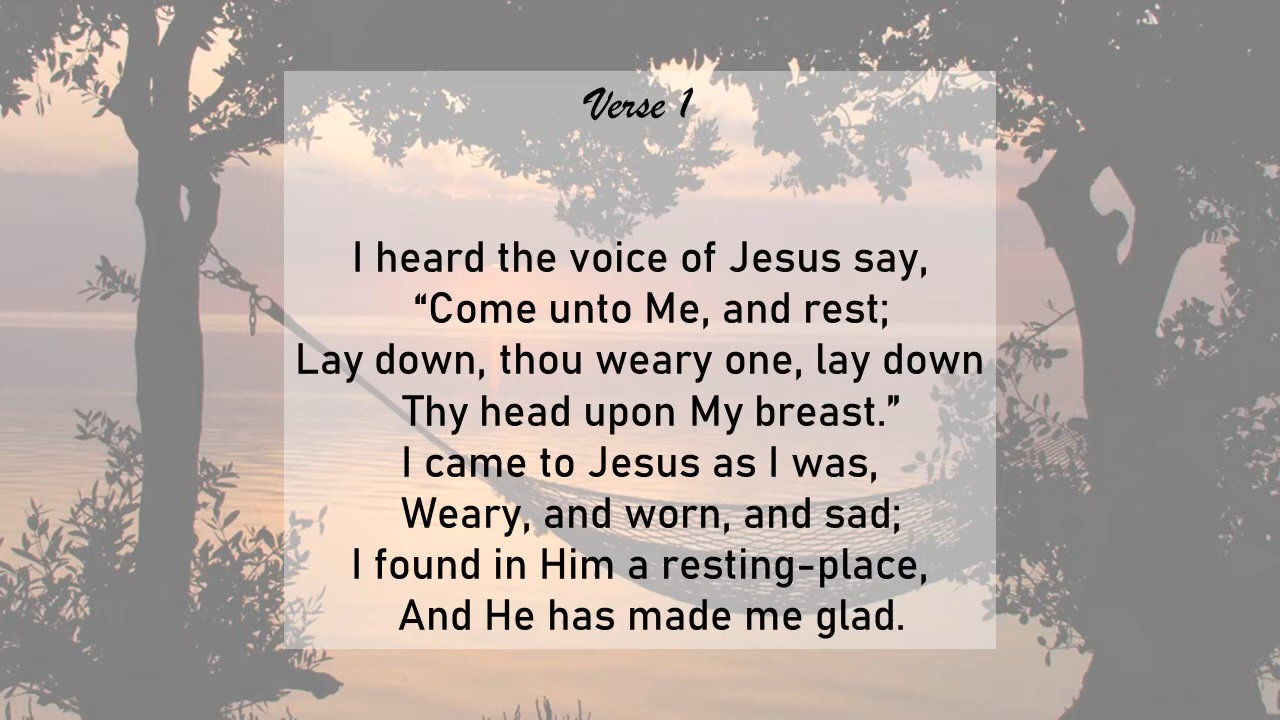 Verse 1
I heard the voice of Jesus say,
“Come unto Me, and rest;
Lay down, thou weary one, lay down
Thy head upon My breast.”
I came to Jesus as I was,
Weary, and worn, and sad;
I found in Him a resting-place,
And He has made me glad.